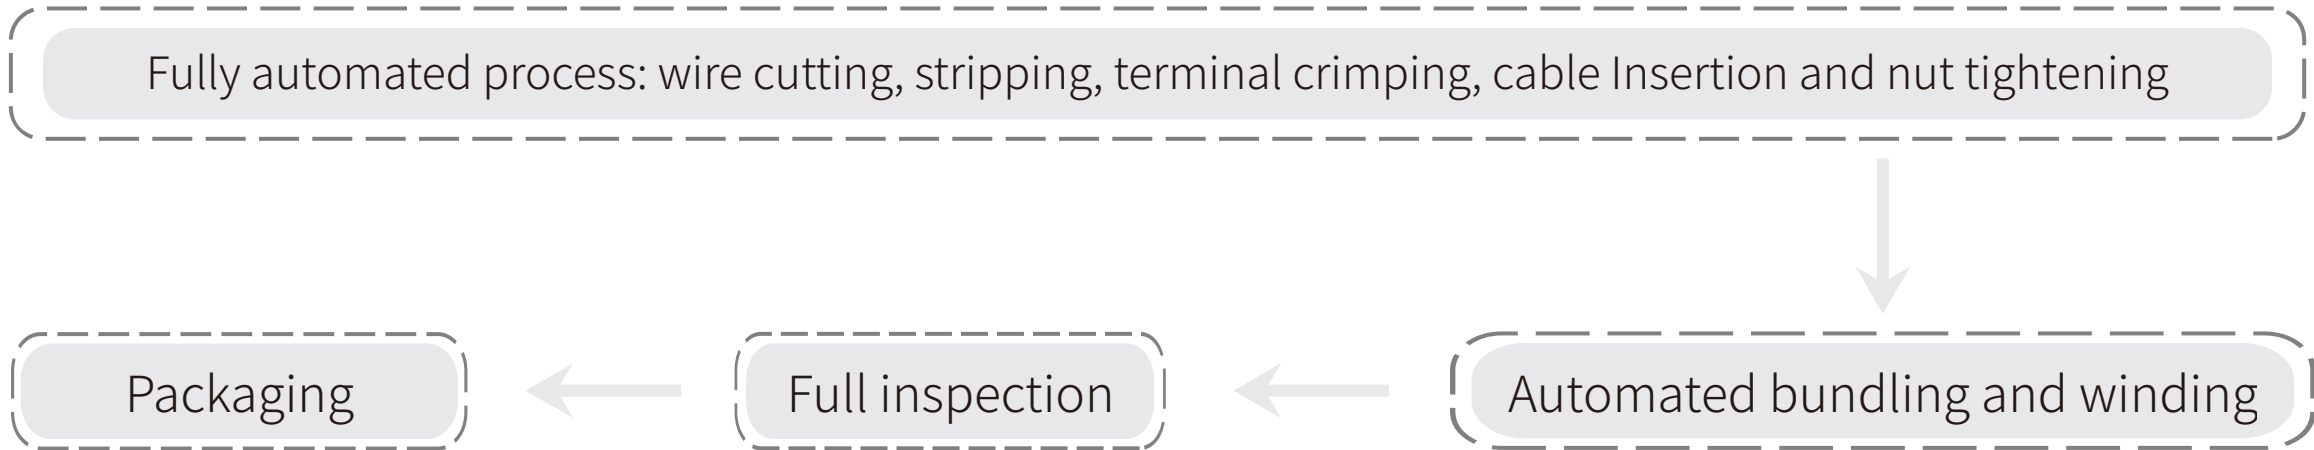 Fully automated process: wire cutting, stripping, terminal crimping, cable Insertion and nut tightening
Packaging
Full inspection
Automated bundling and winding